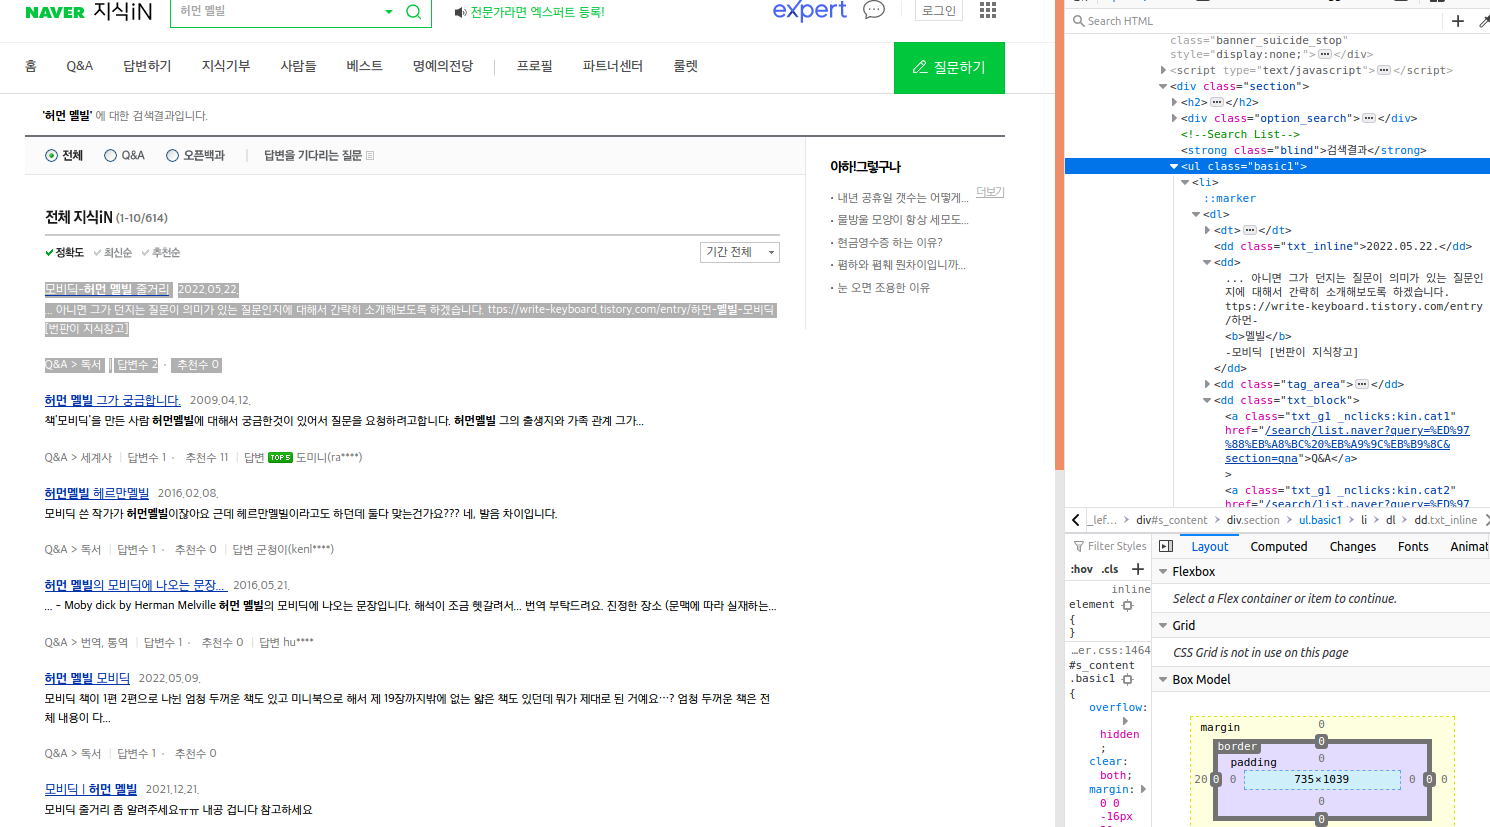 NAVER 지식iN
허먼 멜빌
전문가라면 엑스퍼트 등록!
expert
로그인
홈 Q&A 답변하기 지식기부 사람들 베스트 명예의전당 프로필 파트너센터 룰렛
질문하기
'허먼 멜빌' 에 대한 검색결과입니다.
전체 Q&A 오픈백과 답변을 기다리는 질문
전체 지식iN (1-10/614)
정확도 최신순 추천순
기간 전체
모비딕-허먼 멜빌 줄거리 2022.05.22.
... 아니면 그가 던지는 질문이 의미가 있는 질문인지에 대해서 간략히 소개해보도록 하겠습니다. ttps://write-keyboard.tistory.com/entry/하먼-멜빌-모비딕
[번판이 지식창고]
Q&A > 독서 | 답변수 2 · 추천수 0
허먼 멜빌 그가 궁금합니다. 2009.04.12.
책'모비딕'을 만든 사람 허먼멜빌에 대해서 궁금한것이 있어서 질문을 요청하려고합니다. 허먼멜빌 그의 출생지와 가족 관계 그가...
Q&A > 세계사 | 답변수 1 · 추천수 11 | 답변 TOP 5 도미니(ra****)
허먼멜빌 헤르만멜빌 2016.02.08.
모비딕 쓴 작가가 허먼멜빌이잖아요 근데 헤르만멜빌이라고도 하던데 둘다 맞는건가요??? 네, 발음 차이입니다.
Q&A > 독서 | 답변수 1 · 추천수 0 | 답변 군청이(kenl****)
허먼 멜빌의 모비딕에 나오는 문장... 2016.05.21.
... - Moby dick by Herman Melville 허먼 멜빌의 모비딕에 나오는 문장입니다. 해석이 조금 헷갈려서... 번역 부탁드려요. 진정한 장소 (문맥에 따라 실재하는...
Q&A > 번역, 통역 | 답변수 1 · 추천수 0 | 답변 hu****
허먼 멜빌 모비딕 2022.05.09.
모비딕 책이 1편 2편으로 나뉜 엄청 두꺼운 책도 있고 미니북으로 해서 제 19장까지밖에 없는 얇은 책도 있던데 뭐가 제대로 된 거예요…? 엄청 두꺼운 책은 전
체 내용이 다...
Q&A > 독서 | 답변수 1 · 추천수 0
모비딕 | 허먼 멜빌 2021.12.21.
모비딕 줄거리 좀 알려주세요ㅠㅠ 내공 겁니다 참고하세요
아하!그렇구나
더보기
· 내년 공휴일 갯수는 어떻게...
· 물방울 모양이 항상 세모도...
· 현금영수증 하는 이유?
· 폄하와 폄훼 뭔차이입니까...
· 눈 오면 조용한 이유
Search HTML
class="banner_suicide_stop"
style="display:none;">···</div>
<script type="text/javascript">···</script>
<div class="section">
<h2>···</h2>
<div class="option_search">···</div>
<!--Search List-->
<strong class="blind">검색결과</strong>
<ul class="basic1">
<li>
::marker
<dl>
<dt>···</dt>
<dd class="txt_inline">2022.05.22.</dd>
<dd>
... 아니면 그가 던지는 질문이 의미가 있는 질문인
지에 대해서 간략히 소개해보도록 하겠습니다.
ttps://write-keyboard.tistory.com/entry
/하먼-
<b>멜빌</b>
-모비딕 [번판이 지식창고]
</dd>
<dd class="tag_area">···</dd>
<dd class="txt_block">
<a class="txt_g1 _nclicks:kin.cat1"
href="/search/list.naver?query=%ED%97
%88%EB%A8%BC%20%EB%A9%9C%EB%B9%8C&
section=qna">Q&A</a>
>
<a class="txt_g1 _nclicks:kin.cat2"
href="/search/list.naver?query=%ED%97
_lef... > div#s_content > div.section > ul.basic1 > li > dl > dd.txt_inline
Filter Styles
:hov .cls +
inline
element
{
}
...er.css:1464
#s_content
.basic1
{
overflow:
hidden
;
clear:
both;
margin:
0 0
-16px
Layout Computed Changes Fonts Animat
Flexbox
Select a Flex container or item to continue.
Grid
CSS Grid is not in use on this page
Box Model
margin 0
border 0
padding 0
20 0 0 735×1039 0 0 0
0
0